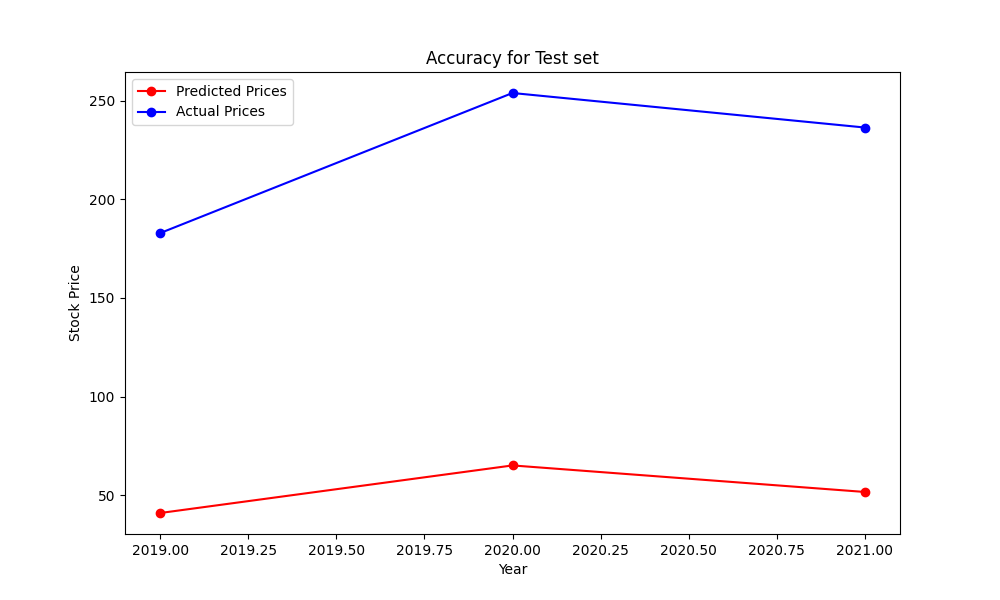 Accuracy for Test set
Predicted Prices
Actual Prices
250
200
150
100
50
Stock Price
2019.00 2019.25 2019.50 2019.75 2020.00 2020.25 2020.50 2020.75 2021.00
Year